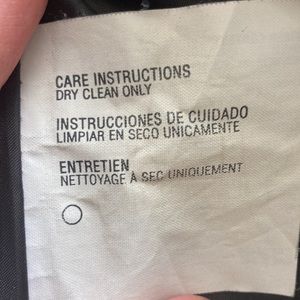 CARE INSTRUCTIONS
DRY CLEAN ONLY
INSTRUCCIONES DE CUIDADO
LIMPIAR EN SECO UNICAMENTE
ENTRETIEN
NETTOYAGE À SEC UNIQUEMENT